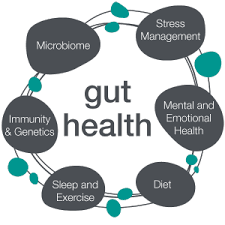 gut
health
Stress
Management
Mental and
Emotional
Health
Diet
Sleep and
Exercise
Immunity
& Genetics
Microbiome